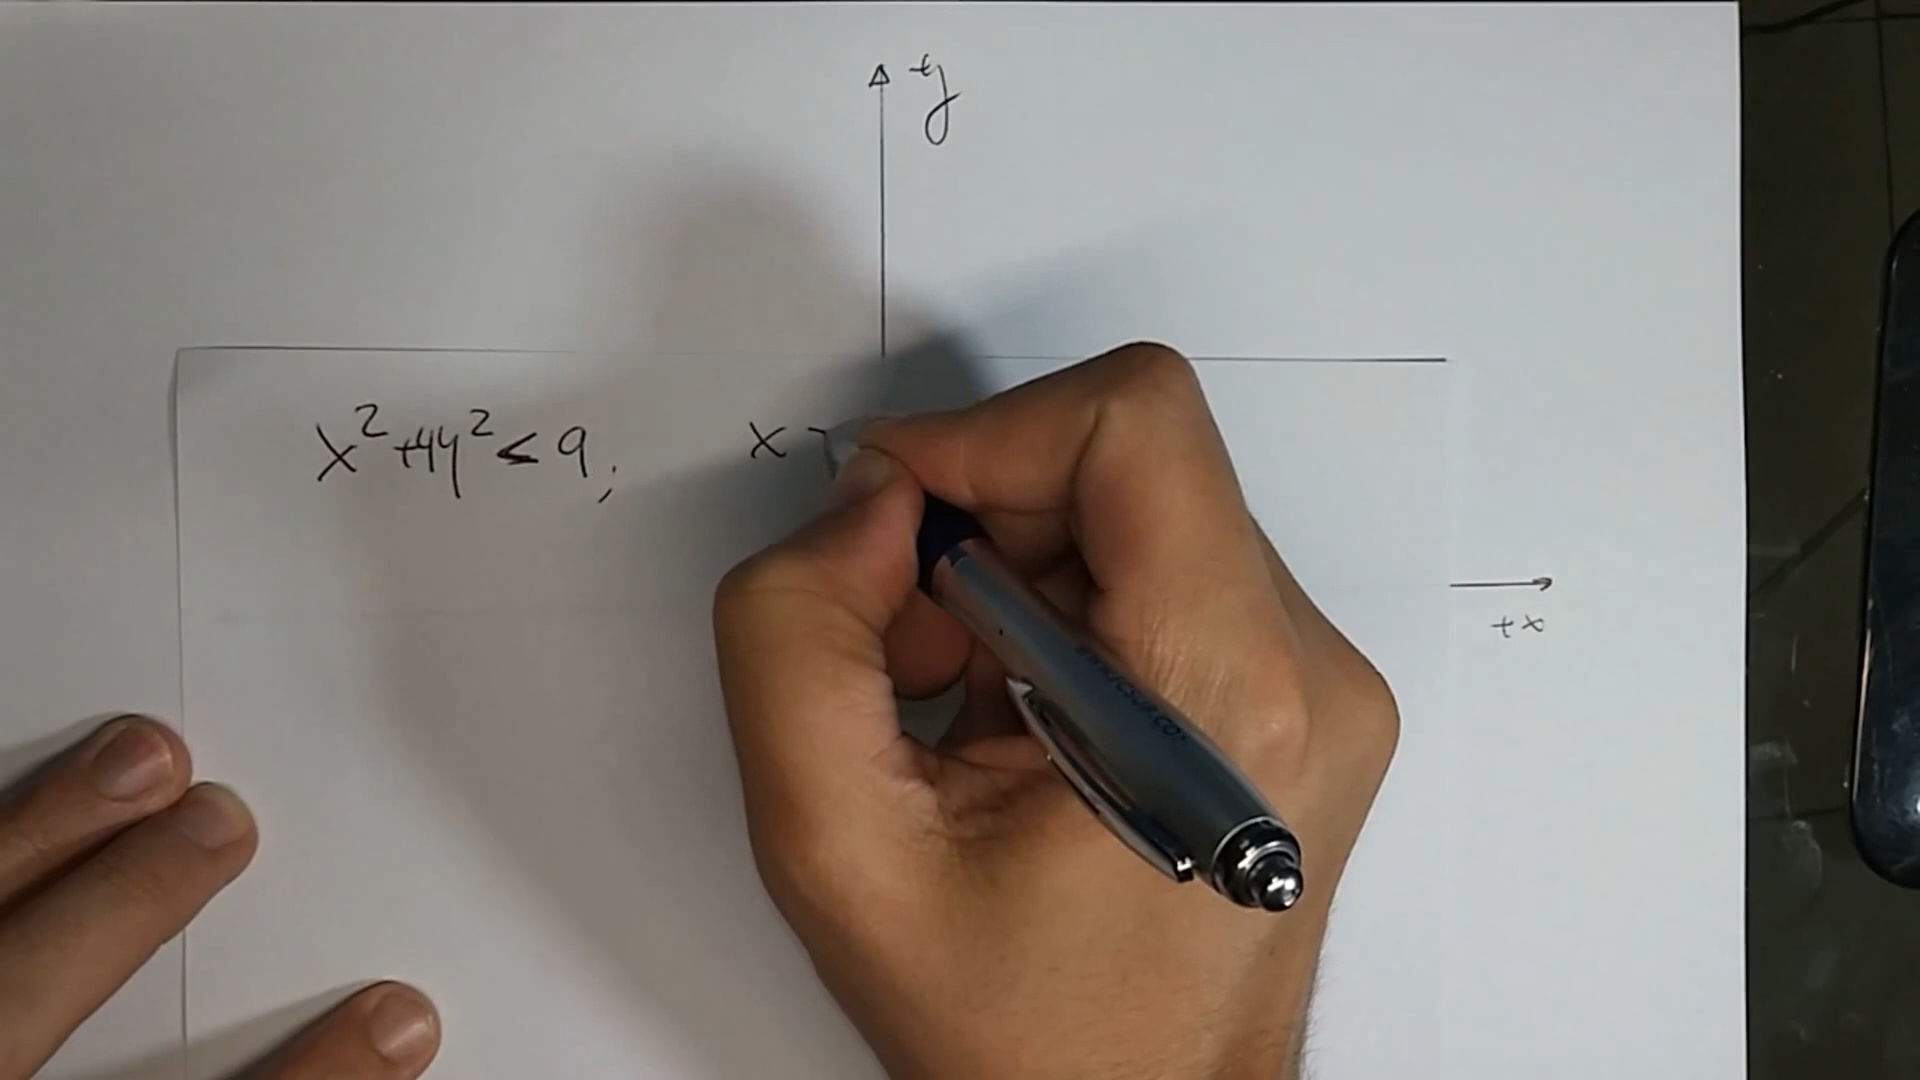 +y
x²+4y² ≤ 9;   x
+x